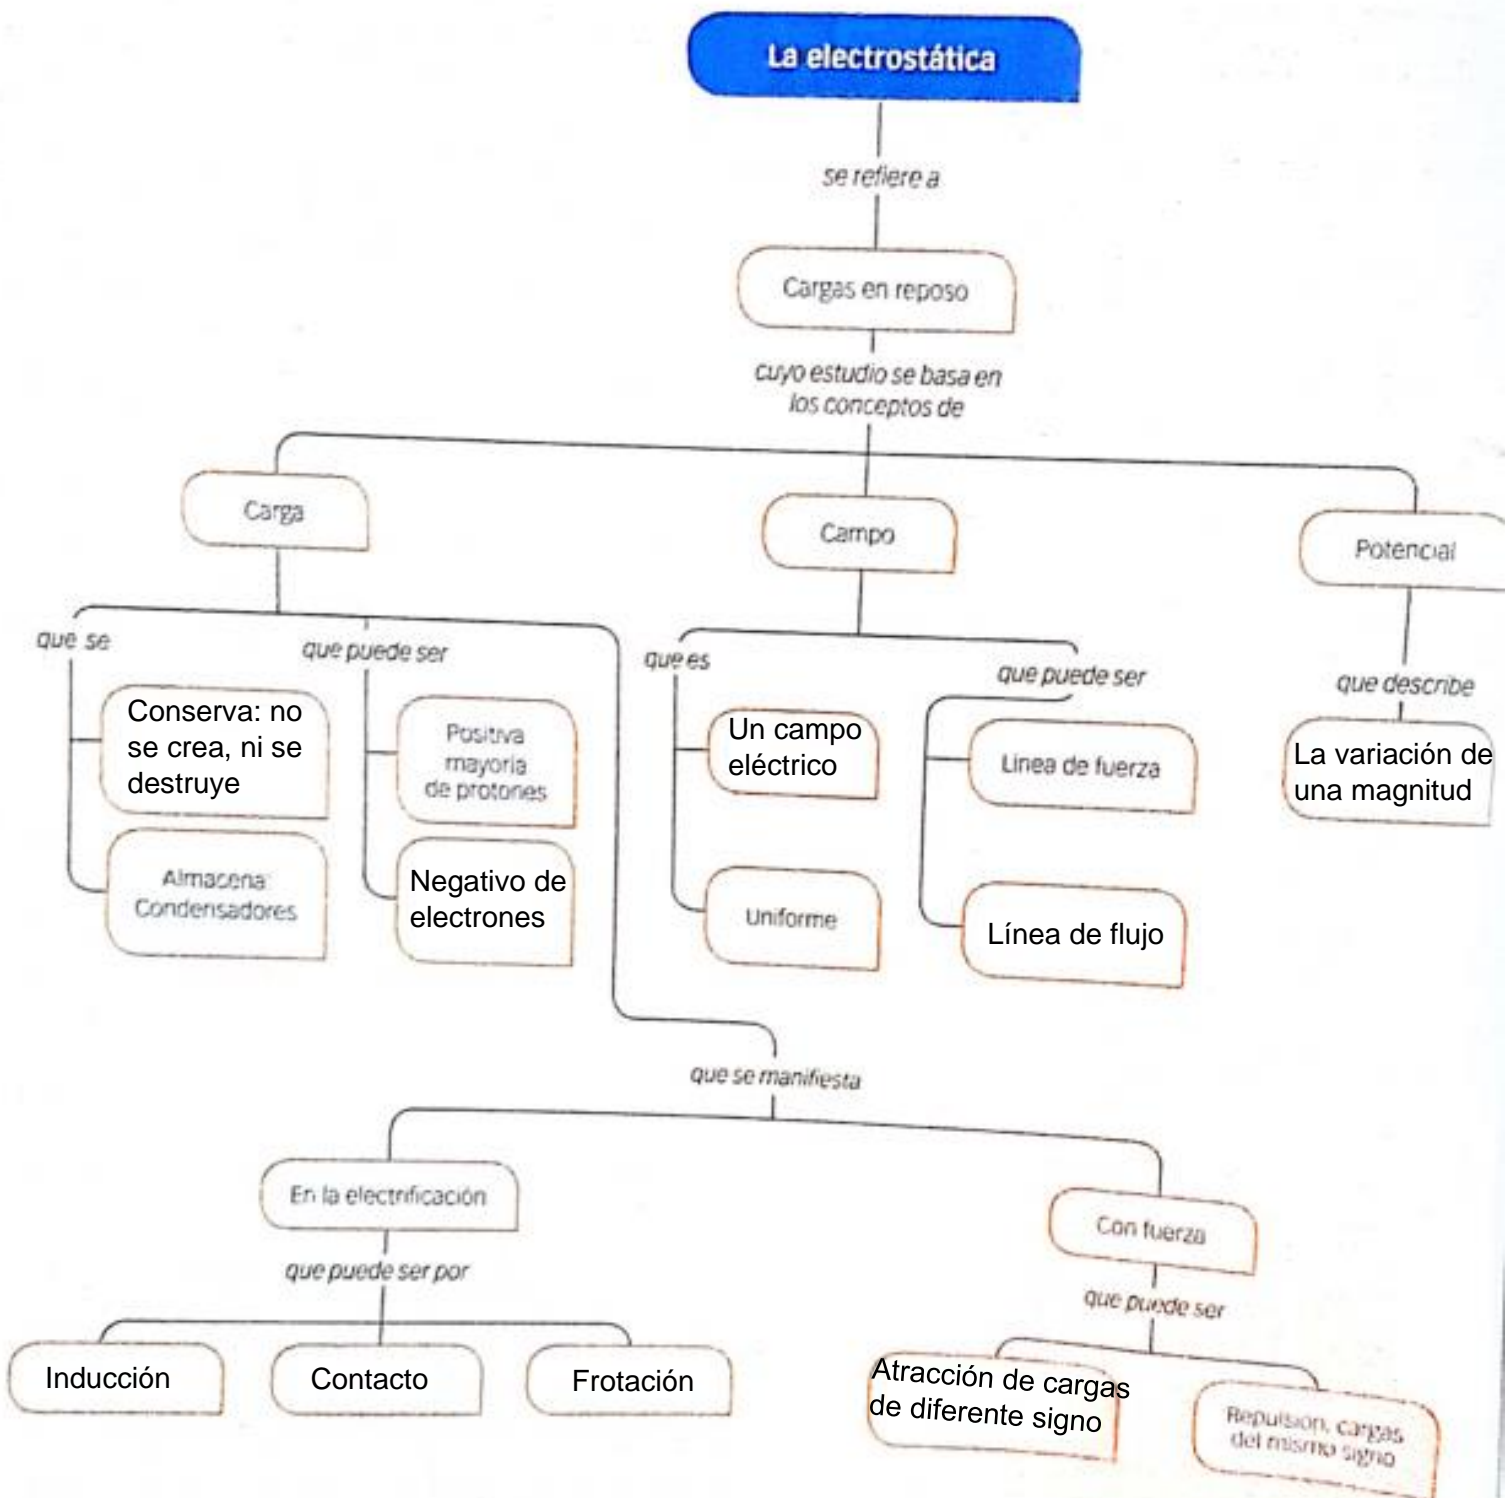 La electrostática
se refiere a
Cargas en reposo
cuyo estudio se basa en
los conceptos de
Carga
Campo
Potencial
que se
que puede ser
que es
que puede ser
que describe
Conserva: no
se crea, ni se
destruye
Positiva
mayoría
de protones
Un campo
eléctrico
Línea de fuerza
La variación de
una magnitud
Almacena:
Condensadores
Negativo de
electrones
Uniforme
Línea de flujo
que se manifiesta
En la electrificación
Con fuerza
que puede ser por
que puede ser
Inducción
Contacto
Frotación
Atracción de cargas
de diferente signo
Repulsión, cargas
del mismo signo